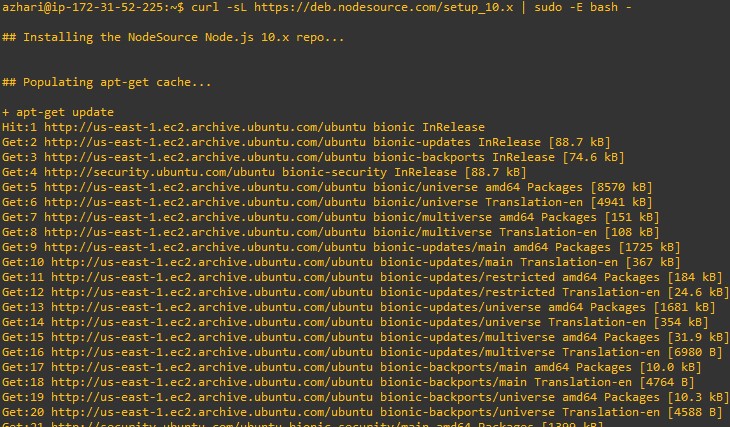 azhari@ip-172-31-52-225:~$ curl -sL https://deb.nodesource.com/setup_10.x | sudo -E bash -
## Installing the NodeSource Node.js 10.x repo...
## Populating apt-get cache...
+ apt-get update
Hit:1 http://us-east-1.ec2.archive.ubuntu.com/ubuntu bionic InRelease
Get:2 http://us-east-1.ec2.archive.ubuntu.com/ubuntu bionic-updates InRelease [88.7 kB]
Get:3 http://us-east-1.ec2.archive.ubuntu.com/ubuntu bionic-backports InRelease [74.6 kB]
Get:4 http://security.ubuntu.com/ubuntu bionic-security InRelease [88.7 kB]
Get:5 http://us-east-1.ec2.archive.ubuntu.com/ubuntu bionic/universe amd64 Packages [8570 kB]
Get:6 http://us-east-1.ec2.archive.ubuntu.com/ubuntu bionic/universe Translation-en [4941 kB]
Get:7 http://us-east-1.ec2.archive.ubuntu.com/ubuntu bionic/multiverse amd64 Packages [151 kB]
Get:8 http://us-east-1.ec2.archive.ubuntu.com/ubuntu bionic/multiverse Translation-en [108 kB]
Get:9 http://us-east-1.ec2.archive.ubuntu.com/ubuntu bionic-updates/main amd64 Packages [1725 kB]
Get:10 http://us-east-1.ec2.archive.ubuntu.com/ubuntu bionic-updates/main Translation-en [367 kB]
Get:11 http://us-east-1.ec2.archive.ubuntu.com/ubuntu bionic-updates/restricted amd64 Packages [184 kB]
Get:12 http://us-east-1.ec2.archive.ubuntu.com/ubuntu bionic-updates/restricted Translation-en [24.6 kB]
Get:13 http://us-east-1.ec2.archive.ubuntu.com/ubuntu bionic-updates/universe amd64 Packages [1681 kB]
Get:14 http://us-east-1.ec2.archive.ubuntu.com/ubuntu bionic-updates/universe Translation-en [354 kB]
Get:15 http://us-east-1.ec2.archive.ubuntu.com/ubuntu bionic-updates/multiverse amd64 Packages [31.9 kB]
Get:16 http://us-east-1.ec2.archive.ubuntu.com/ubuntu bionic-updates/multiverse Translation-en [6980 B]
Get:17 http://us-east-1.ec2.archive.ubuntu.com/ubuntu bionic-backports/main amd64 Packages [10.0 kB]
Get:18 http://us-east-1.ec2.archive.ubuntu.com/ubuntu bionic-backports/main Translation-en [4764 B]
Get:19 http://us-east-1.ec2.archive.ubuntu.com/ubuntu bionic-backports/universe amd64 Packages [10.3 kB]
Get:20 http://us-east-1.ec2.archive.ubuntu.com/ubuntu bionic-backports/universe Translation-en [4588 B]
Get:21 http://security.ubuntu.com/ubuntu bionic-security/main amd64 Packages